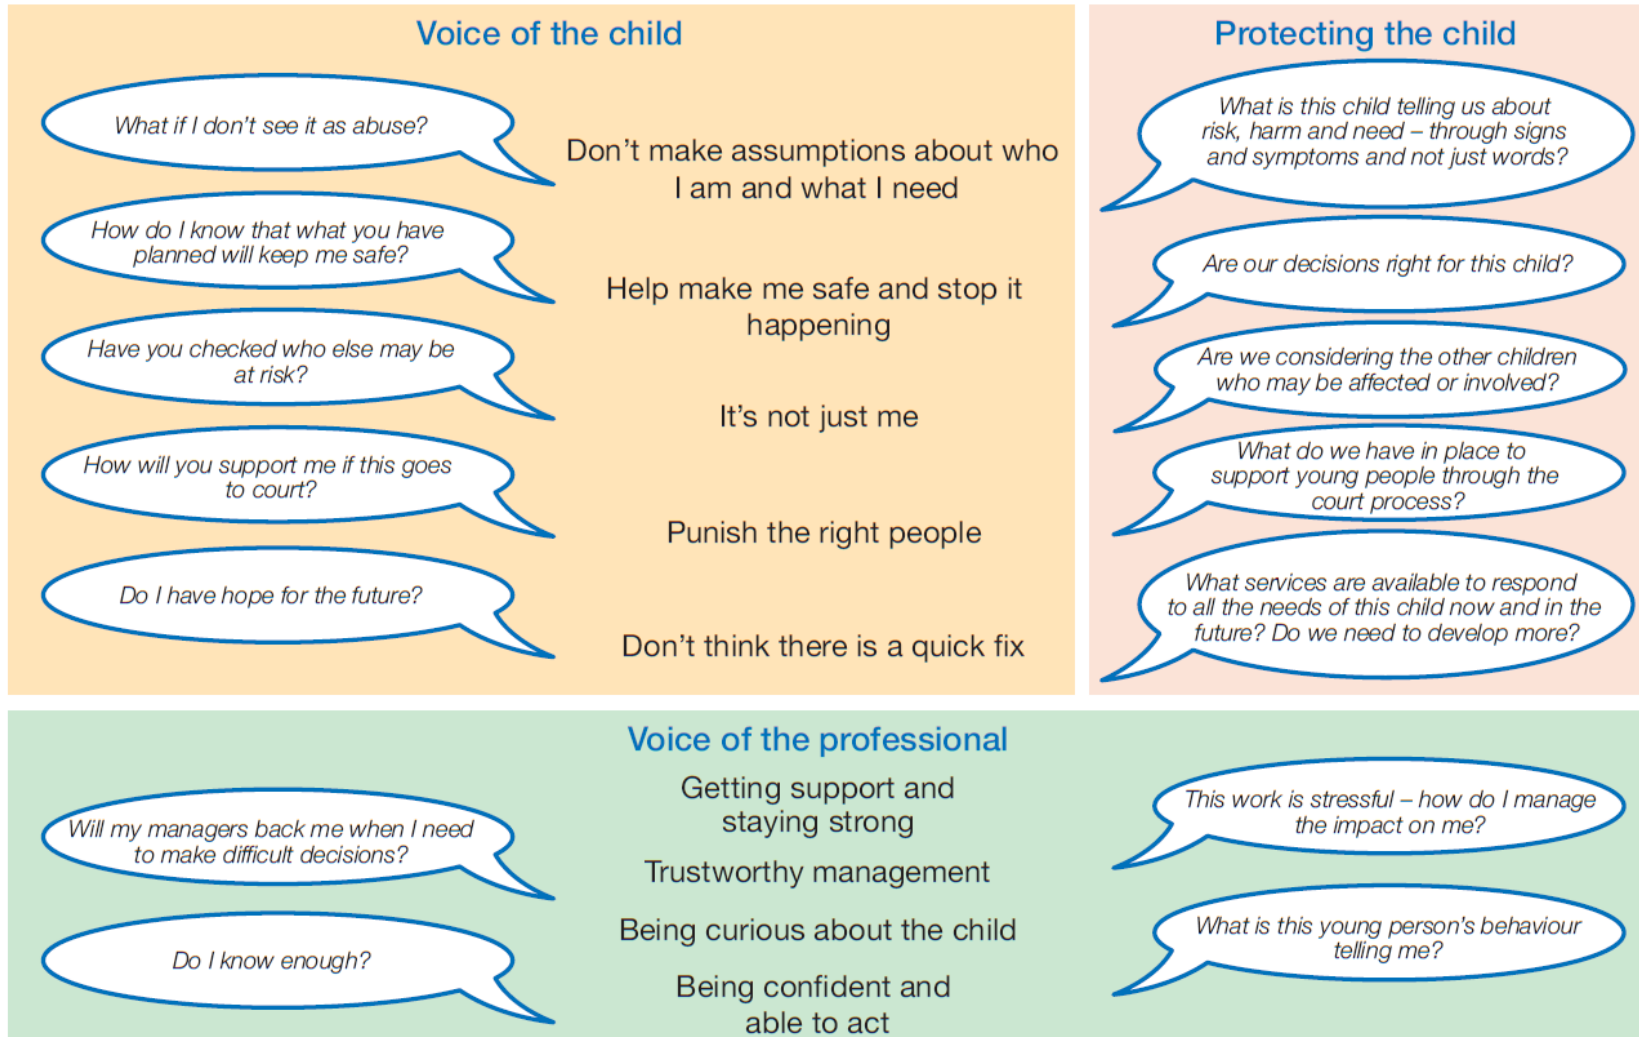 Voice of the child
What if I don’t see it as abuse?
Don’t make assumptions about who
I am and what I need
How do I know that what you have
planned will keep me safe?
Help make me safe and stop it
happening
Have you checked who else may be
at risk?
It’s not just me
How will you support me if this goes
to court?
Punish the right people
Do I have hope for the future?
Don’t think there is a quick fix
Protecting the child
What is this child telling us about
risk, harm and need – through signs
and symptoms and not just words?
Are our decisions right for this child?
Are we considering the other children
who may be affected or involved?
What do we have in place to
support young people through the
court process?
What services are available to respond
to all the needs of this child now and in the
future? Do we need to develop more?
Voice of the professional
Will my managers back me when I need
to make difficult decisions?
Do I know enough?
Getting support and
staying strong
Trustworthy management
Being curious about the child
Being confident and
able to act
This work is stressful – how do I manage
the impact on me?
What is this young person’s behaviour
telling me?